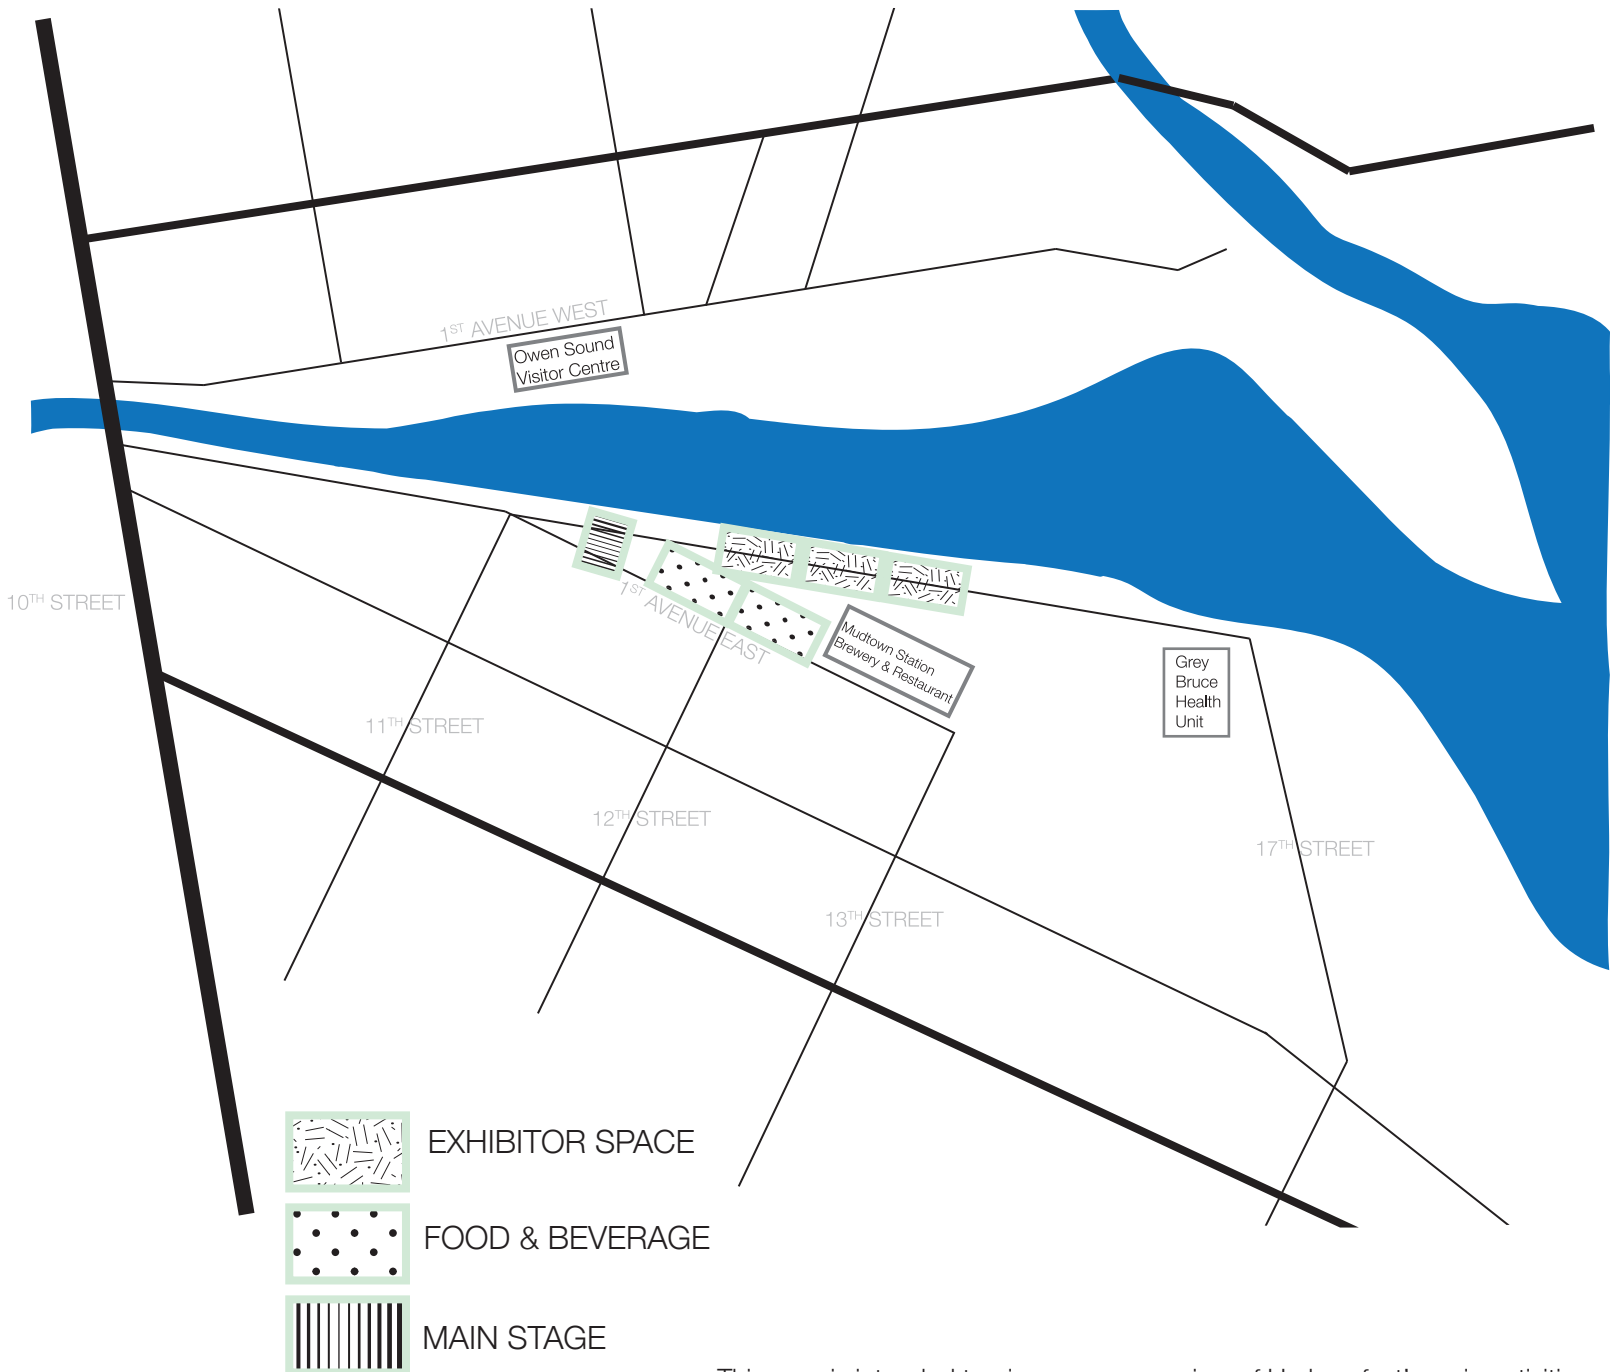 1ST AVENUE WEST
Owen Sound
Visitor Centre
10TH STREET
1ST AVENUE EAST
Mudtown Station
Brewery & Restaurant
Grey
Bruce
Health
Unit
11TH STREET
12TH STREET
13TH STREET
17TH STREET
EXHIBITOR SPACE
FOOD & BEVERAGE
MAIN STAGE